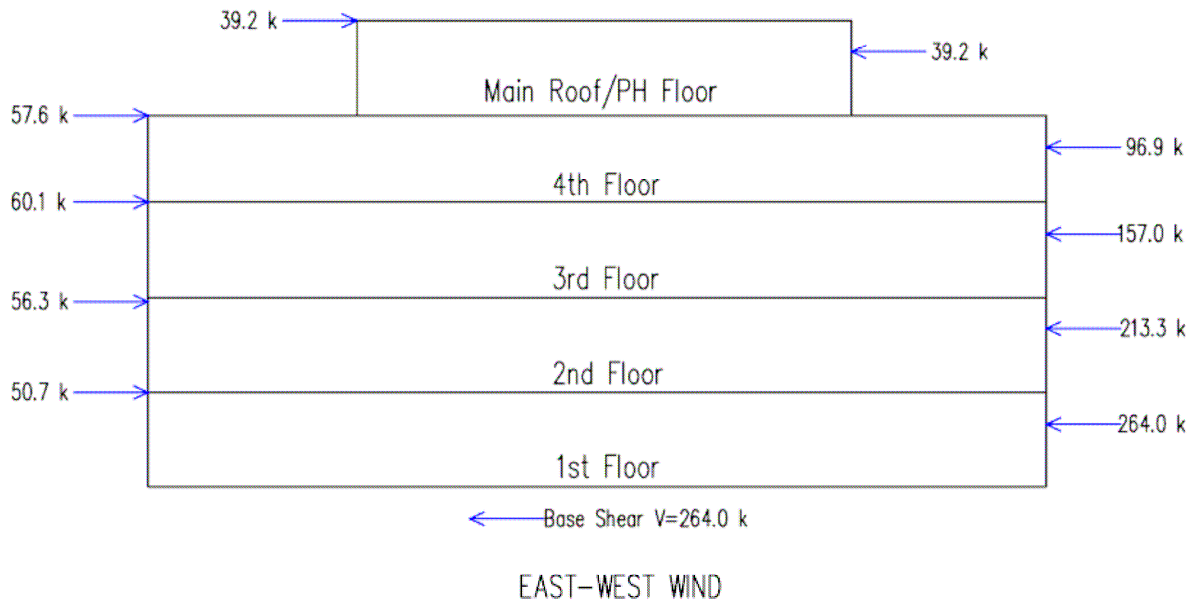 39.2 k
39.2 k
Main Roof/PH Floor
57.6 k
96.9 k
4th Floor
60.1 k
157.0 k
3rd Floor
56.3 k
213.3 k
2nd Floor
50.7 k
264.0 k
1st Floor
Base Shear V=264.0 k
EAST-WEST WIND